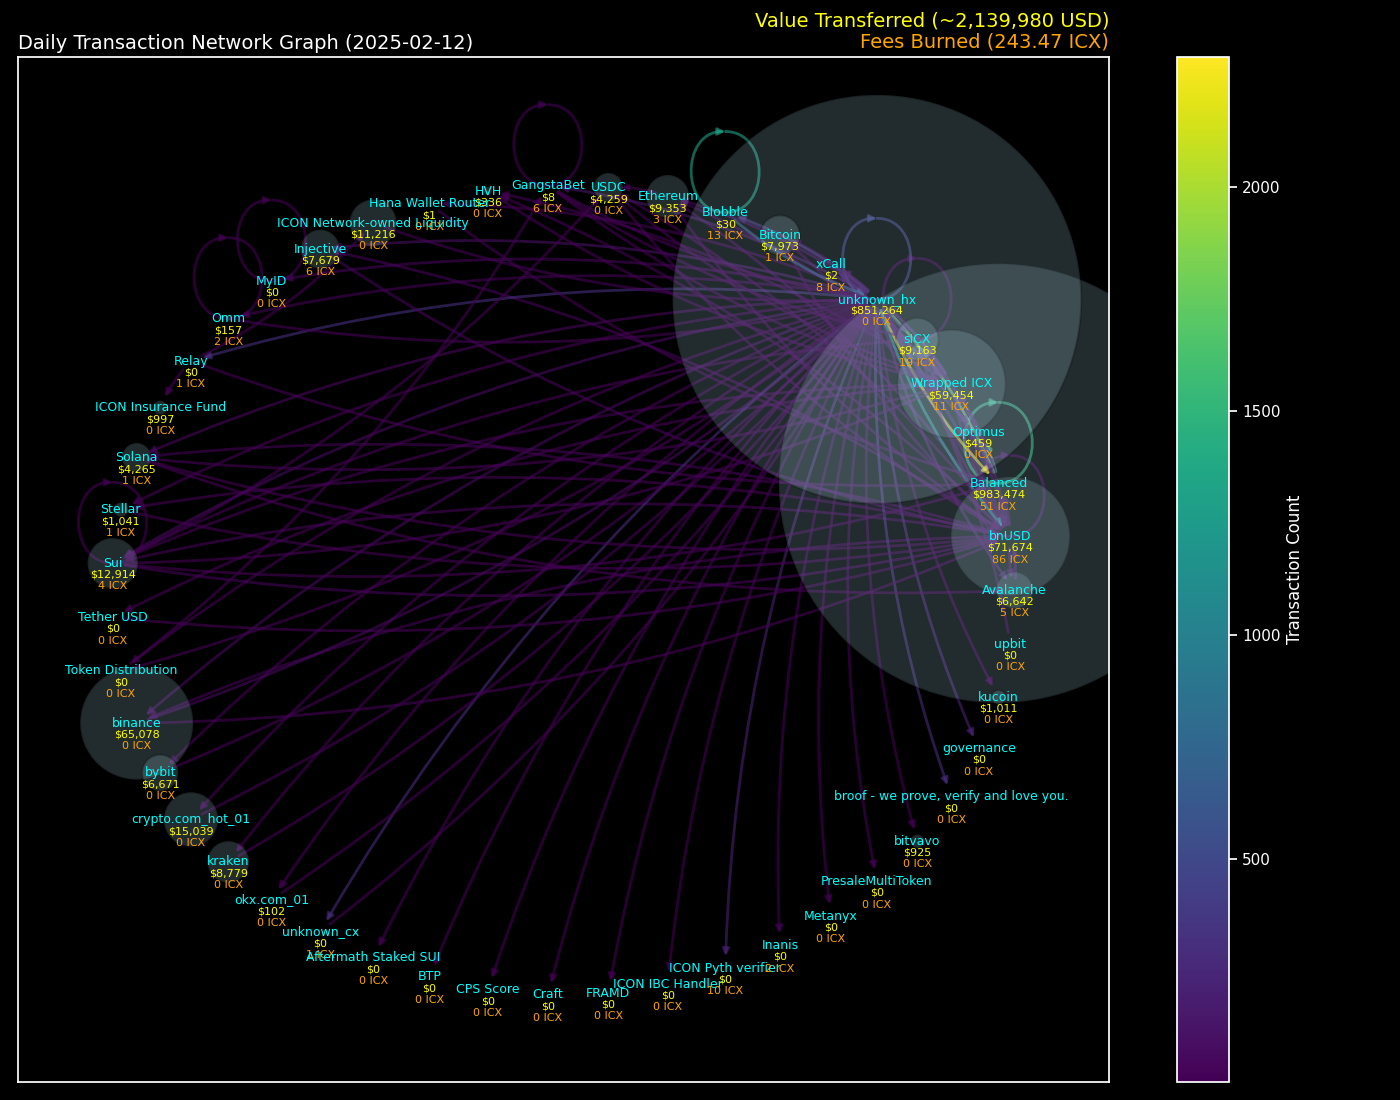 Value Transferred (~2,139,980 USD)
Daily Transaction Network Graph (2025-02-12)
Fees Burned (243.47 ICX)
GangstaBet
$8
6 ICX
USDC
$4,259
0 ICX
HVH
$336
0 ICX
Ethereum
$9,353
3 ICX
Hana Wallet Router
$1
0 ICX
Blobble
$30
13 ICX
ICON Network-owned Liquidity
$11,216
0 ICX
Bitcoin
$7,973
1 ICX
Injective
$7,679
6 ICX
xCall
$2
8 ICX
MyID
$0
0 ICX
unknown_hx
$851,264
0 ICX
Omm
$157
2 ICX
sICX
$9,163
19 ICX
Relay
$0
1 ICX
Wrapped ICX
$59,454
11 ICX
ICON Insurance Fund
$997
0 ICX
Optimus
$459
0 ICX
Solana
$4,265
1 ICX
Balanced
$983,474
51 ICX
Stellar
$1,041
1 ICX
bnUSD
$71,674
86 ICX
Sui
$12,914
4 ICX
Avalanche
$6,642
5 ICX
Tether USD
$0
0 ICX
upbit
$0
0 ICX
Token Distribution
$0
0 ICX
kucoin
$1,011
0 ICX
binance
$65,078
0 ICX
governance
$0
0 ICX
bybit
$6,671
0 ICX
broof - we prove, verify and love you.
$0
0 ICX
crypto.com_hot_01
$15,039
0 ICX
bitvavo
$925
0 ICX
kraken
$8,779
0 ICX
PresaleMultiToken
$0
0 ICX
okx.com_01
$102
0 ICX
Metanyx
$0
0 ICX
unknown_cx
$0
Inanis
$0
ICX
Aftermath Staked SUI
$0
0 ICX
ICON Pyth verifier
$0
10 ICX
BTP
$0
0 ICX
ICON IBC Handler
$0
0 ICX
CPS Score
$0
0 ICX
Craft
$0
0 ICX
FRAMD
$0
0 ICX
2000
1500
1000
500
Transaction Count